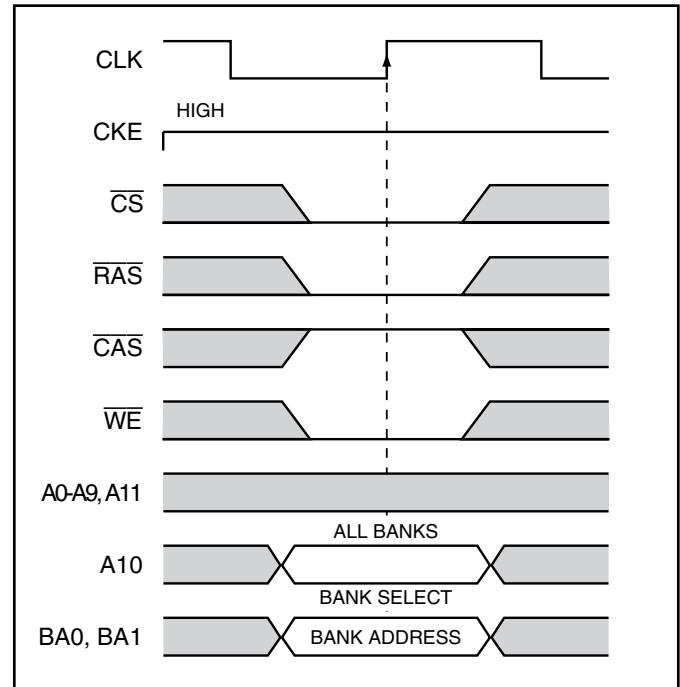 CLK
HIGH
CKE
CS
RAS
CAS
WE
A0-A9, A11
ALL BANKS
A10
BANK SELECT
BA0, BA1
BANK ADDRESS